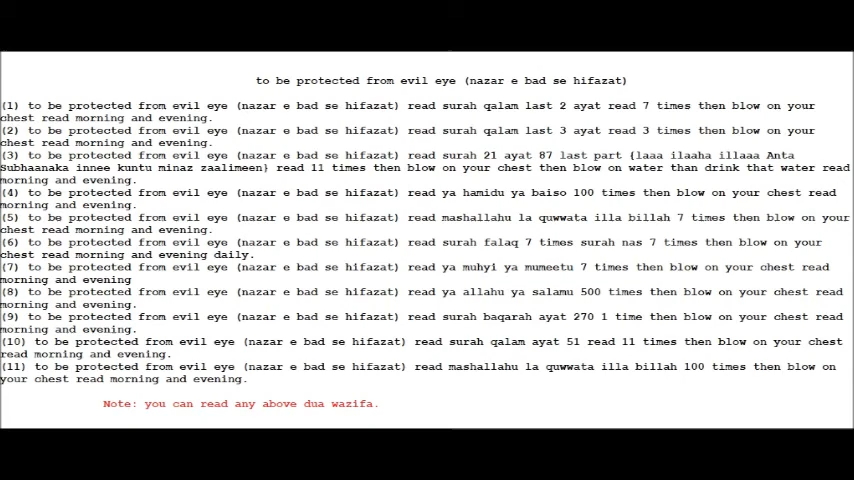 to be protected from evil eye (nazar e bad se hifazat)
(1) to be protected from evil eye (nazar e bad se hifazat) read surah qalam last 2 ayat read 7 times then blow on your
chest read morning and evening.
(2) to be protected from evil eye (nazar e bad se hifazat) read surah qalam last 3 ayat read 3 times then blow on your
chest read morning and evening.
(3) to be protected from evil eye (nazar e bad se hifazat) read surah 21 ayat 87 last part {laaa ilaaha illaaa Anta
Subhaanaka innee kuntu minaz zaalimeen} read 11 times then blow on your chest then blow on water than drink that water read
morning and evening.
(4) to be protected from evil eye (nazar e bad se hifazat) read ya hamidu ya baiso 100 times then blow on your chest read
morning and evening.
(5) to be protected from evil eye (nazar e bad se hifazat) read mashallahu la quwwata illa billah 7 times then blow on your
chest read morning and evening.
(6) to be protected from evil eye (nazar e bad se hifazat) read surah falaq 7 times surah nas 7 times then blow on your
chest read morning and evening daily.
(7) to be protected from evil eye (nazar e bad se hifazat) read ya muhyi ya mumeetu 7 times then blow on your chest read
morning and evening
(8) to be protected from evil eye (nazar e bad se hifazat) read ya allahu ya salamu 500 times then blow on your chest read
morning and evening.
(9) to be protected from evil eye (nazar e bad se hifazat) read surah baqarah ayat 270 1 time then blow on your chest read
morning and evening.
(10) to be protected from evil eye (nazar e bad se hifazat) read surah qalam ayat 51 read 11 times then blow on your chest
read morning and evening.
(11) to be protected from evil eye (nazar e bad se hifazat) read mashallahu la quwwata illa billah 100 times then blow on
your chest read morning and evening.
Note: you can read any above dua wazifa.